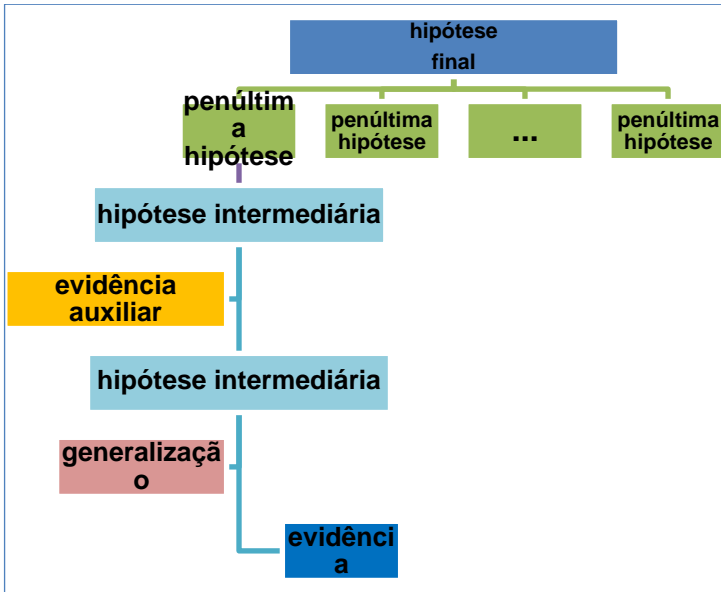 hipótese
final
penúltim
a
hipótese
penúltima
hipótese
...
penúltima
hipótese
hipótese intermediária
evidência
auxiliar
hipótese intermediária
generalizaçã
o
evidênci
a